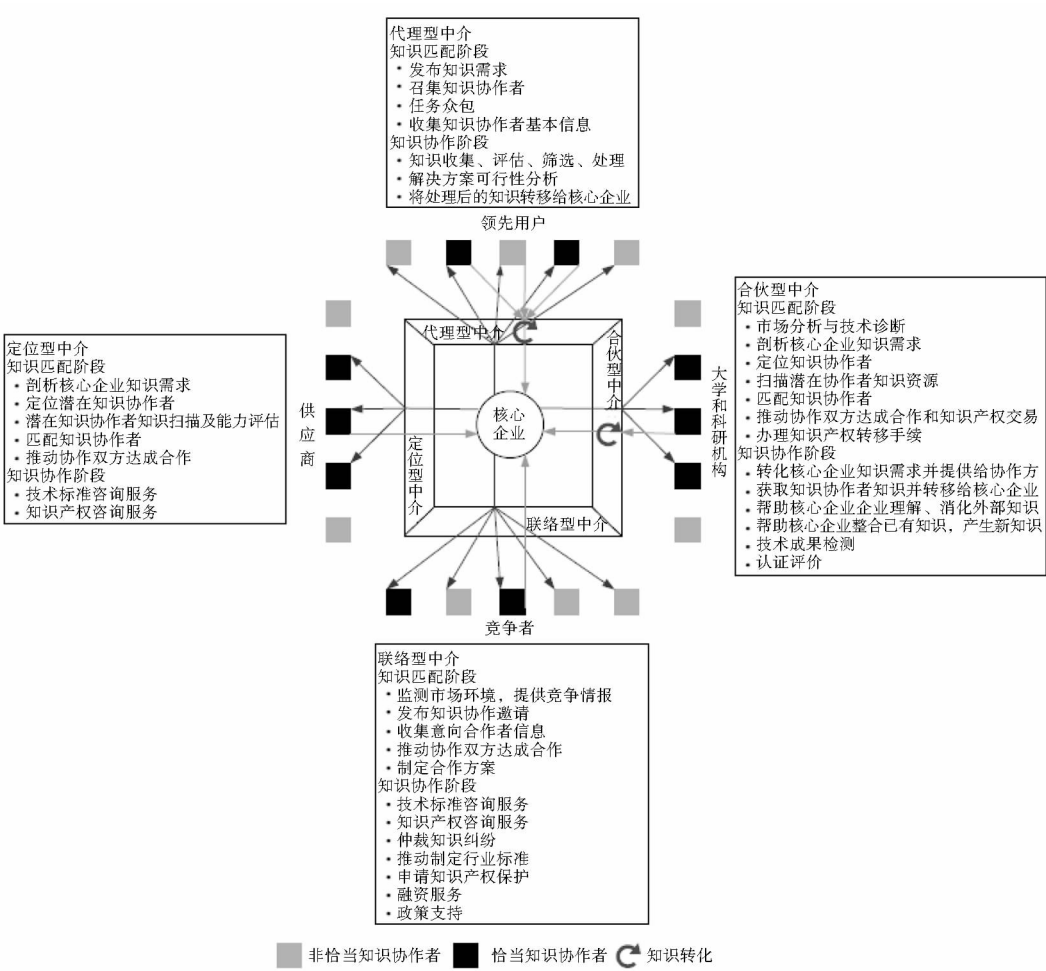 代理型中介
知识匹配阶段
• 发布知识需求
• 召集知识协作者
• 任务众包
• 收集知识协作者基本信息
知识协作阶段
• 知识收集、评估、筛选、处理
• 解决方案可行性分析
• 将处理后的知识转移给核心企业
领先用户
定位型中介
知识匹配阶段
• 剖析核心企业知识需求
• 定位潜在知识协作者
• 潜在知识协作者知识扫描及能力评估
• 匹配知识协作者
• 推动协作双方达成合作
知识协作阶段
• 技术标准咨询服务
• 知识产权咨询服务
供应商
代理型中介
定位型中介
核心
企业
合伙型中介
联络型中介
大学和科研机构
合伙型中介
知识匹配阶段
• 市场分析与技术诊断
• 剖析核心企业知识需求
• 定位知识协作者
• 扫描潜在协作者知识资源
• 匹配知识协作者
• 推动协作双方达成合作和知识产权交易
• 办理知识产权转移手续
知识协作阶段
• 转化核心企业知识需求并提供给协作方
• 获取知识协作者知识并转移给核心企业
• 帮助核心企业企业理解、消化外部知识
• 帮助核心企业整合已有知识，产生新知识
• 技术成果检测
• 认证评价
竞争者
联络型中介
知识匹配阶段
• 监测市场环境，提供竞争情报
• 发布知识协作邀请
• 收集意向合作者信息
• 推动协作双方达成合作
• 制定合作方案
知识协作阶段
• 技术标准咨询服务
• 知识产权咨询服务
• 仲裁知识纠纷
• 推动制定行业标准
• 申请知识产权保护
• 融资服务
• 政策支持
非恰当知识协作者
恰当知识协作者
知识转化